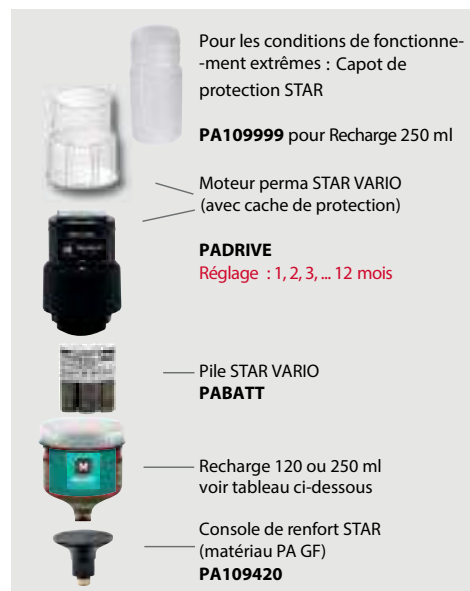 Pour les conditions de fonctionne-
-ment extrêmes : Capot de
protection STAR
PA109999 pour Recharge 250 ml
Moteur perma STAR VARIO
(avec cache de protection)
PADRIVE
Réglage : 1, 2, 3, ... 12 mois
Pile STAR VARIO
PABATT
Recharge 120 ou 250 ml
voir tableau ci-dessous
Console de renfort STAR
(matériau PA GF)
PA109420